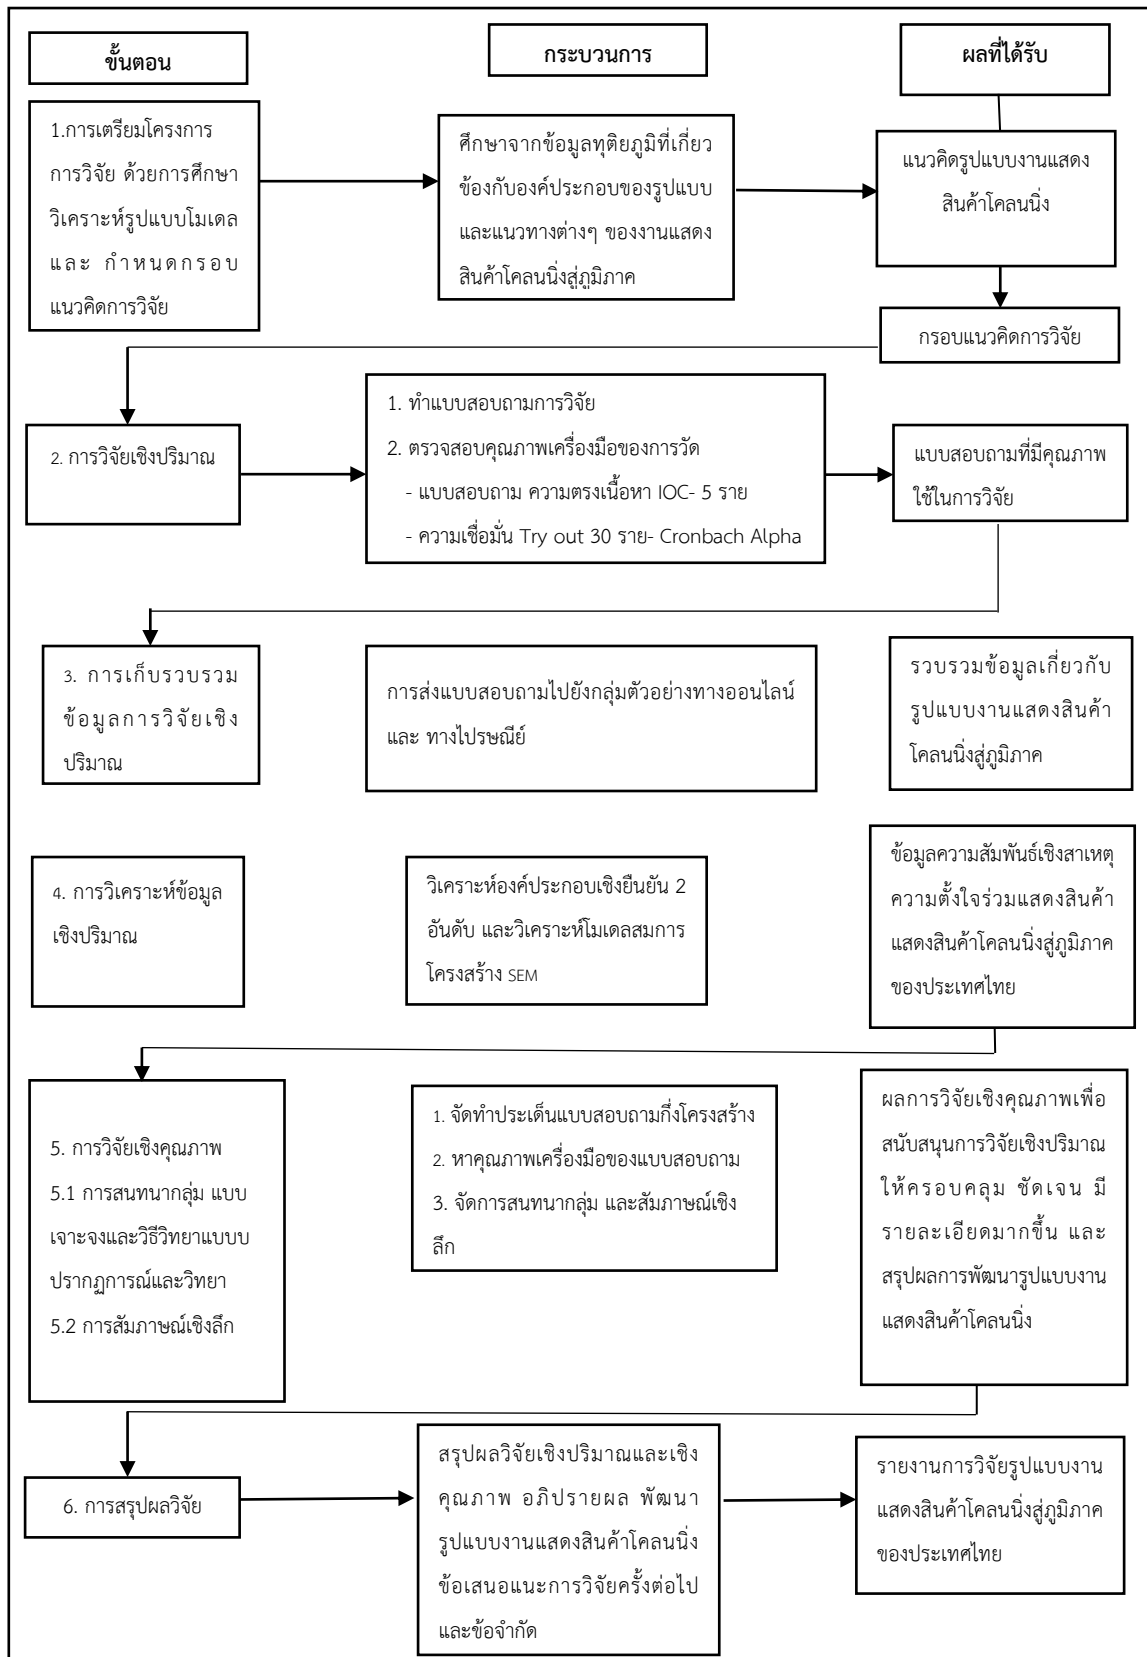 ขั้นตอน
กระบวนการ
ผลที่ได้รับ
1.การเตรียมโครงการ
การวิจัย ด้วยการศึกษา
วิเคราะห์รูปแบบโมเดล
และ กำหนดกรอบ
แนวคิดการวิจัย
ศึกษาจากข้อมูลทุติยภูมิที่เกี่ยว
ข้องกับองค์ประกอบของรูปแบบ
และแนวทางต่างๆ ของงานแสดง
สินค้าโคลนนิ่งสู่ภูมิภาค
แนวคิดรูปแบบงานแสดง
สินค้าโคลนนิ่ง
กรอบแนวคิดการวิจัย
2. การวิจัยเชิงปริมาณ
1. ทำแบบสอบถามการวิจัย
2. ตรวจสอบคุณภาพเครื่องมือของการวัด
- แบบสอบถาม ความตรงเนื้อหา IOC- 5 ราย
- ความเชื่อมั่น Try out 30 ราย- Cronbach Alpha
แบบสอบถามที่มีคุณภาพ
ใช้ในการวิจัย
3. การเก็บรวบรวม
ข้อมูลการวิจัยเชิง
ปริมาณ
การส่งแบบสอบถามไปยังกลุ่มตัวอย่างทางออนไลน์
และ ทางไปรษณีย์
รวบรวมข้อมูลเกี่ยวกับ
รูปแบบงานแสดงสินค้า
โคลนนิ่งสู่ภูมิภาค
4. การวิเคราะห์ข้อมูล
เชิงปริมาณ
วิเคราะห์องค์ประกอบเชิงยืนยัน 2
อันดับ และวิเคราะห์โมเดลสมการ
โครงสร้าง SEM
ข้อมูลความสัมพันธ์เชิงสาเหตุ
ความตั้งใจร่วมแสดงสินค้า
แสดงสินค้าโคลนนิ่งสู่ภูมิภาค
ของประเทศไทย
5. การวิจัยเชิงคุณภาพ
5.1 การสนทนากลุ่ม แบบ
เจาะจงและวิธีวิทยาแบบบ
ปรากฏการณ์และวิทยา
5.2 การสัมภาษณ์เชิงลึก
1. จัดทำประเด็นแบบสอบถามกึ่งโครงสร้าง
2. หาคุณภาพเครื่องมือของแบบสอบถาม
3. จัดการสนทนากลุ่ม และสัมภาษณ์เชิง
ลึก
ผลการวิจัยเชิงคุณภาพเพื่อ
สนับสนุนการวิจัยเชิงปริมาณ
ให้ครอบคลุม ชัดเจน มี
รายละเอียดมากขึ้น และ
สรุปผลการพัฒนารูปแบบงาน
แสดงสินค้าโคลนนิ่ง
6. การสรุปผลวิจัย
สรุปผลวิจัยเชิงปริมาณและเชิง
คุณภาพ อภิปรายผล พัฒนา
รูปแบบงานแสดงสินค้าโคลนนิ่ง
ข้อเสนอแนะการวิจัยครั้งต่อไป
และข้อจำกัด
รายงานการวิจัยรูปแบบงาน
แสดงสินค้าโคลนนิ่งสู่ภูมิภาค
ของประเทศไทย